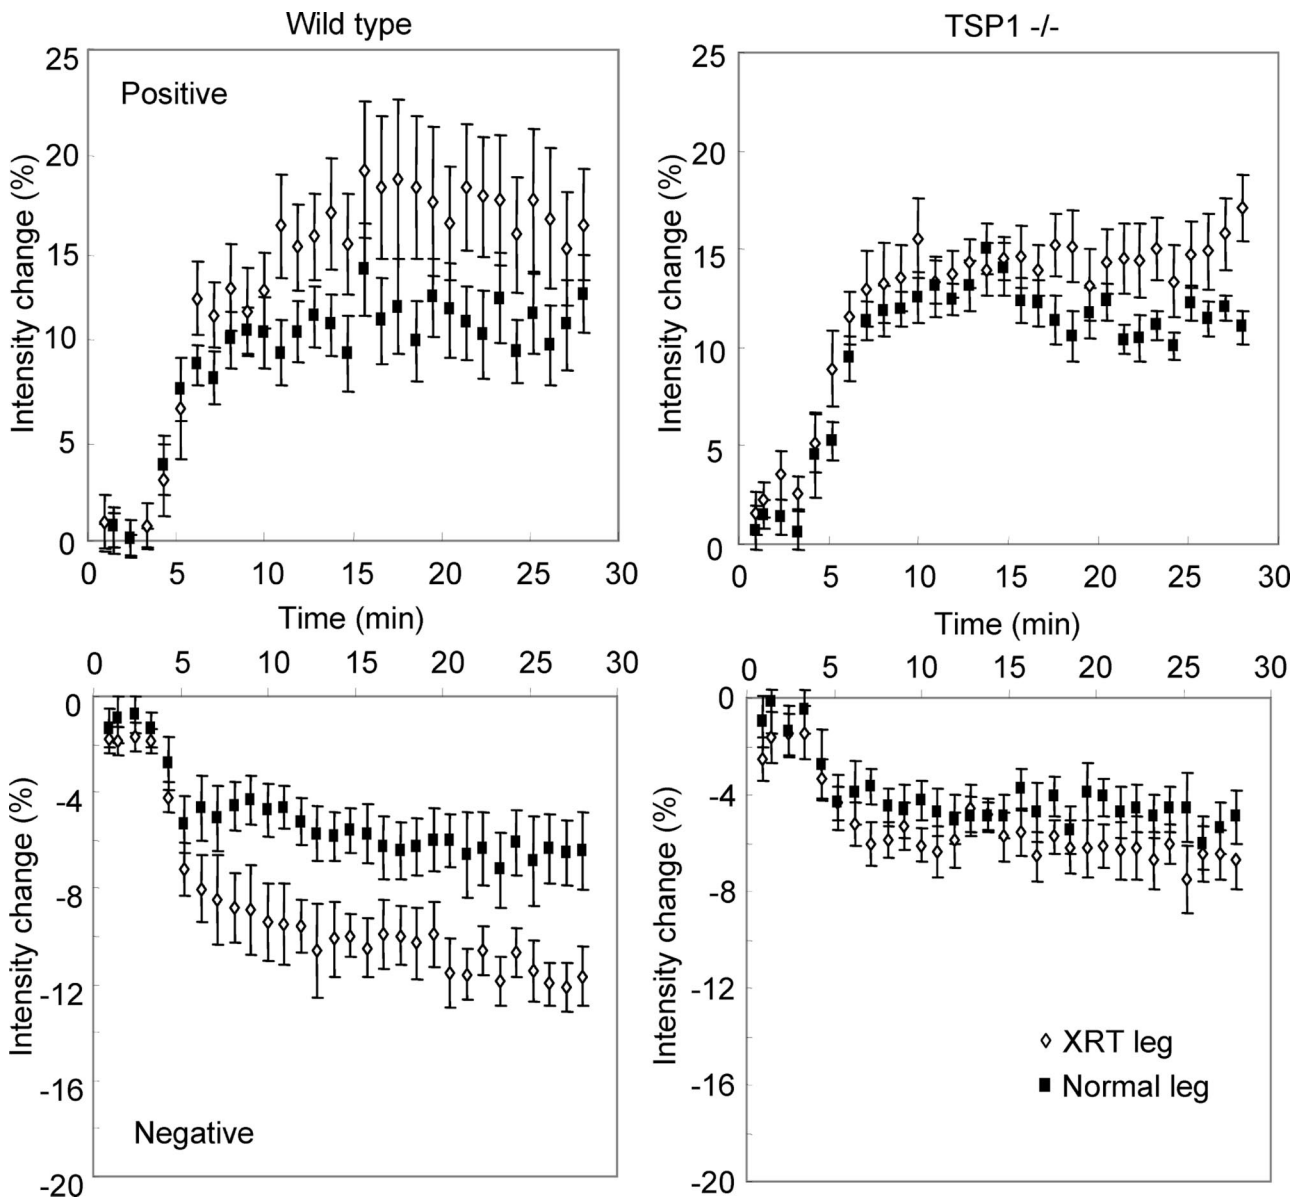 Wild type
TSP1 -/-
25
20
15
10
5
0
Intensity change (%)
Positive
0 5 10 15 20 25 30
Time (min)
25
20
15
10
5
0
Intensity change (%)
0 5 10 15 20 25 30
Time (min)
0 5 10 15 20 25 30
0
-4
-8
-12
-16
-20
Intensity change (%)
Negative
0 5 10 15 20 25 30
0
-4
-8
-12
-16
-20
Intensity change (%)
XRT leg
Normal leg